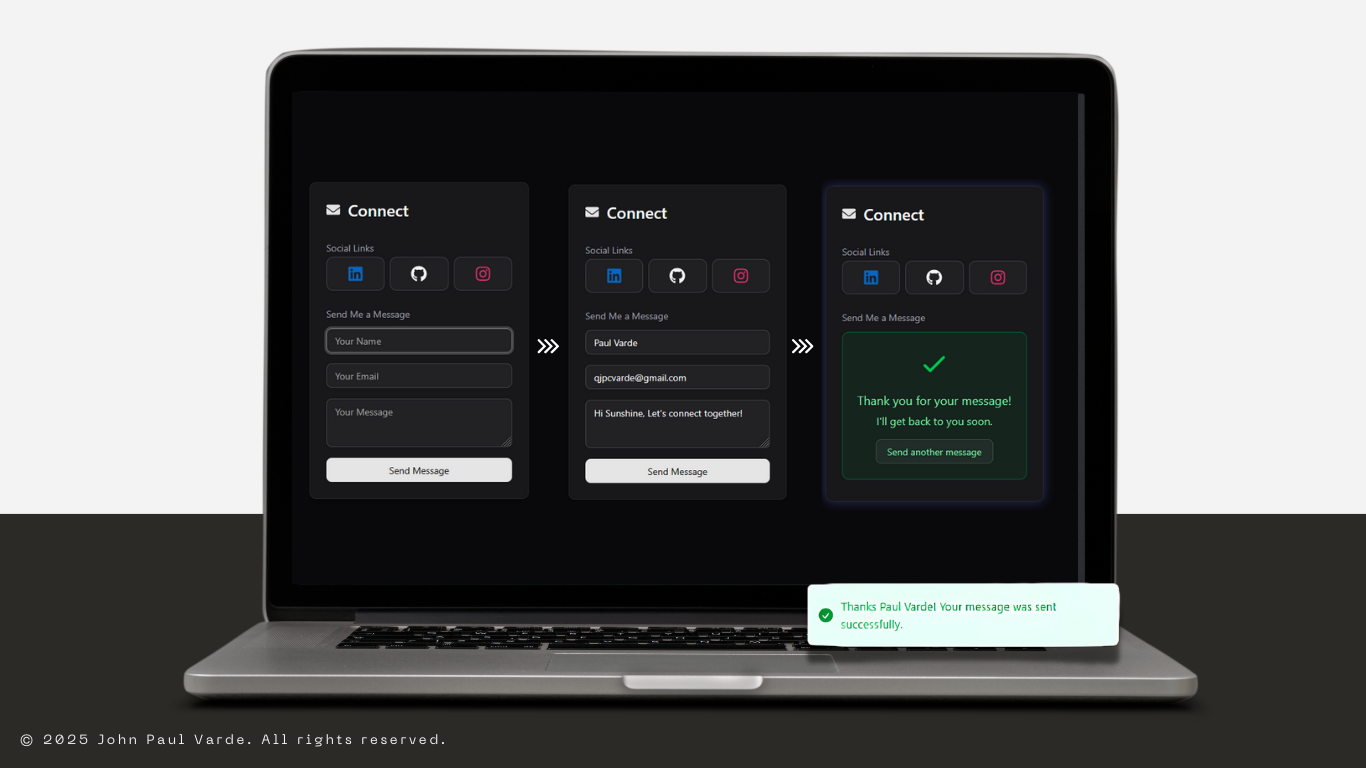 Connect
Social Links
Send Me a Message
Your Name
Your Email
Your Message
Send Message
Connect
Social Links
Send Me a Message
Paul Varde
qjpcvarde@gmail.com
Hi Sunshine, Let's connect together!
Send Message
Connect
Social Links
Send Me a Message
Thank you for your message!
I'll get back to you soon.
Send another message
Thanks Paul Varde! Your message was sent
successfully.
© 2025 John Paul Varde. All rights reserved.